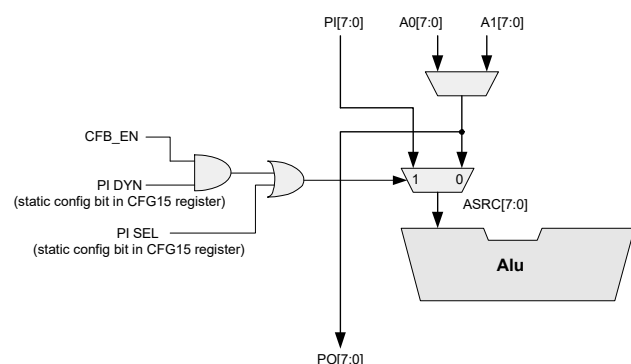 PI[7:0]
A0[7:0]
A1[7:0]
CFB_EN
PI DYN
(static config bit in CFG15 register)
PI SEL
(static config bit in CFG15 register)
1
0
ASRC[7:0]
Alu
PO[7:0]